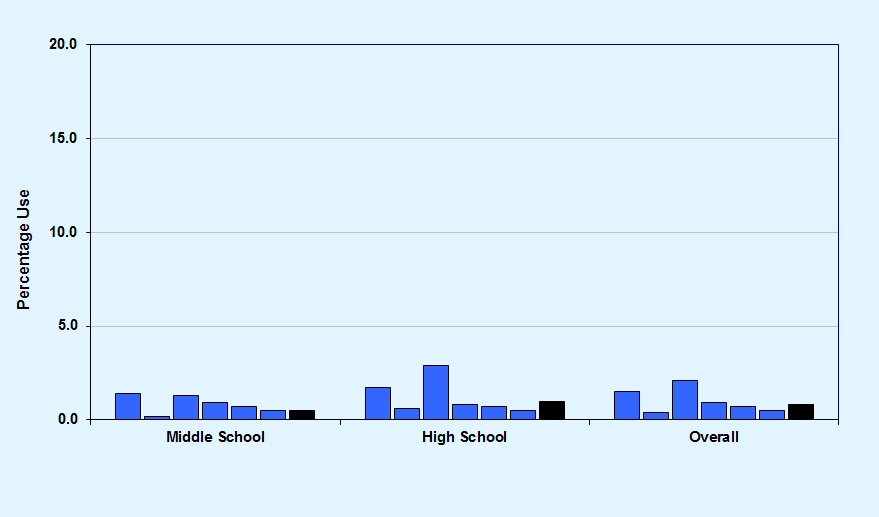 20.0
15.0
10.0
5.0
0.0
Percentage Use
Middle School
High School
Overall